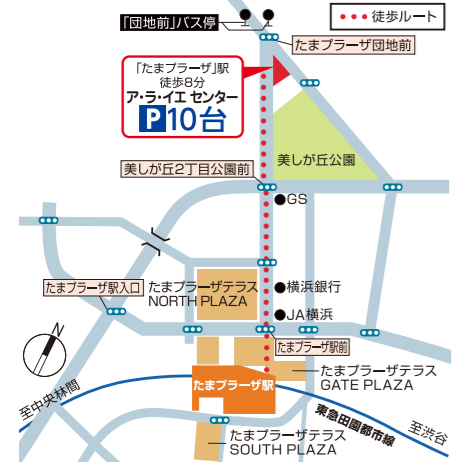 「団地前」バス停
徒歩ルート
たまプラーザ団地前
「たまプラーザ」駅
徒歩8分
ア・ラ・イエ センター
P10台
美しが丘公園
美しが丘2丁目公園前
GS
たまプラーザ駅入口
たまプラーザテラス
NORTH PLAZA
横浜銀行
JA横浜
たまプラーザ駅前
N
たまプラーザテラス
GATE PLAZA
たまプラーザ駅
至中央林間
東急田園都市線
至渋谷
たまプラーザテラス
SOUTH PLAZA